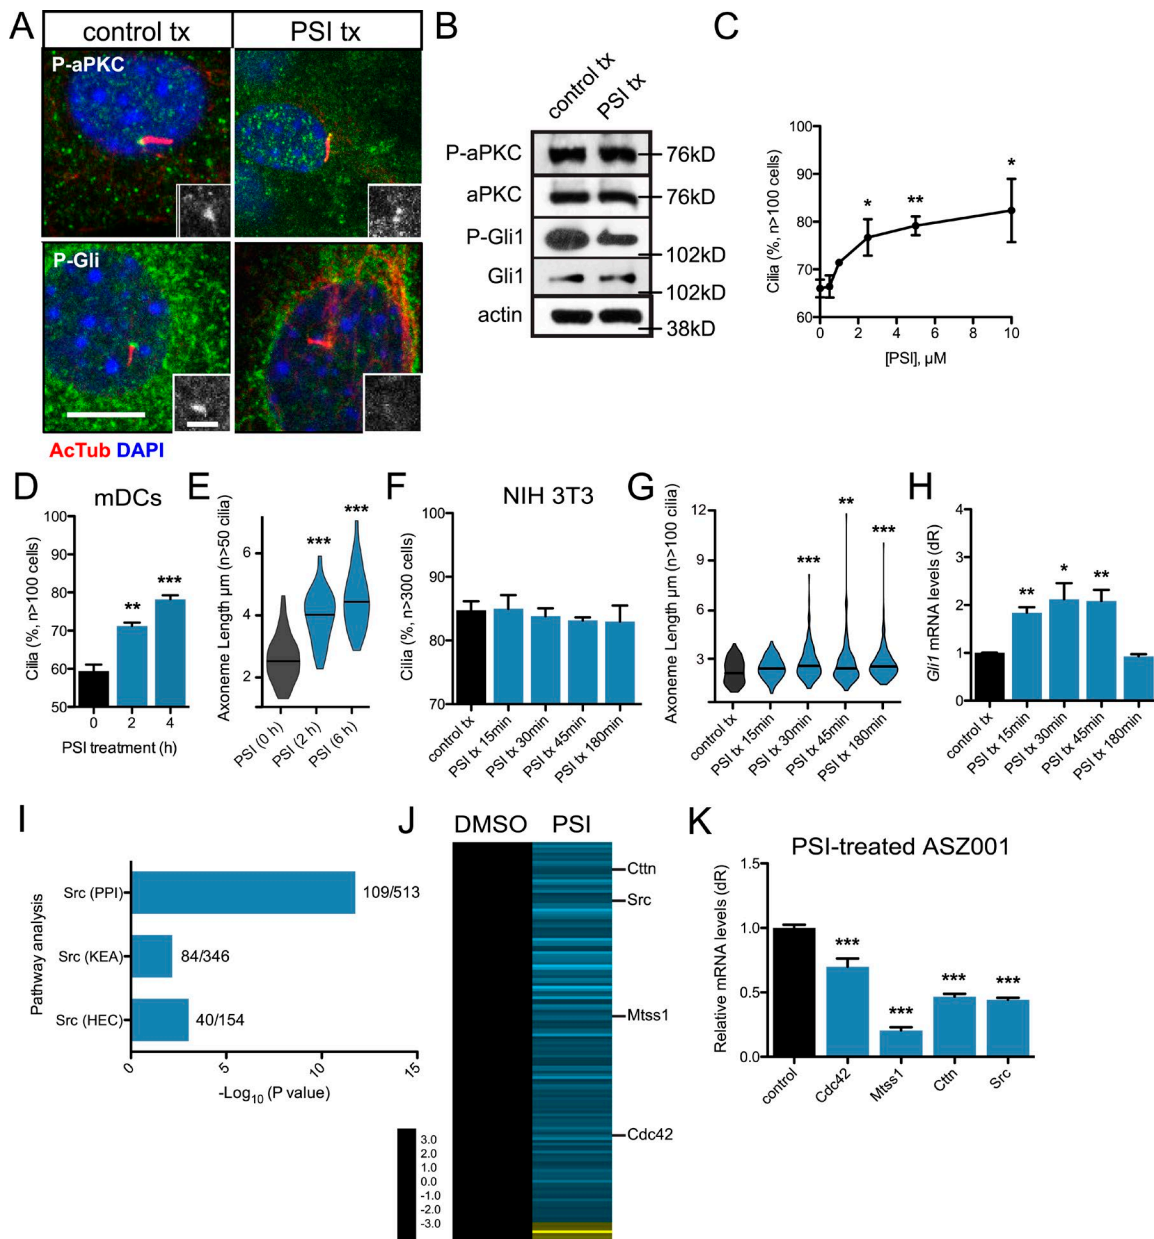 A
control tx
PSI tx
P-aPKC
P-Gli
AcTub DAPI
B
control tx
PSI tx
P-aPKC
76kD
aPKC
76kD
P-Gli1
102kD
Gli1
102kD
actin
38kD
C
Cilia (%, n>100 cells)
100
90
80
70
60
*
**
*
0
2
4
6
8
10
[PSI], µM
D
mDCs
Cilia (%, n>100 cells)
100
90
80
70
60
50
**
***
0
2
4
PSI treatment (h)
E
Axoneme Length µm (n>50 cilia)
6
4
2
***
***
PSI (0 h)
PSI (2 h)
PSI (6 h)
F
NIH 3T3
Cilia (%, n>300 cells)
100
90
80
70
control tx
PSI tx 15min
PSI tx 30min
PSI tx 45min
PSI tx 180min
G
Axoneme Length µm (n>100 cilia)
12
9
6
3
***
**
***
control tx
PSI tx 15min
PSI tx 30min
PSI tx 45min
PSI tx 180min
H
Gli1 mRNA levels (dR)
4
3
2
1
0
**
*
**
control tx
PSI tx 15min
PSI tx 30min
PSI tx 45min
PSI tx 180min
I
Pathway analysis
Src (PPI)
109/513
Src (KEA)
84/346
Src (HEC)
40/154
0
5
10
15
-Log10 (P value)
J
DMSO
PSI
Cttn
Src
Mtss1
Cdc42
3.0
2.0
1.0
0.0
-1.0
-2.0
-3.0
K
PSI-treated ASZ001
Relative mRNA levels (dR)
1.5
1.0
0.5
0.0
***
***
***
***
control
Cdc42
Mtss1
Cttn
Src